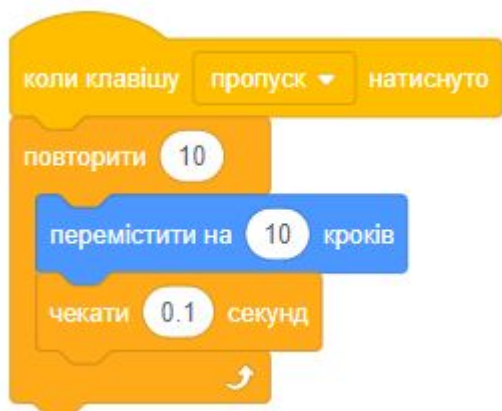 коли клавішу пропуск натиснуто
повторити 10
перемістити на 10 кроків
чекати 0.1 секунд